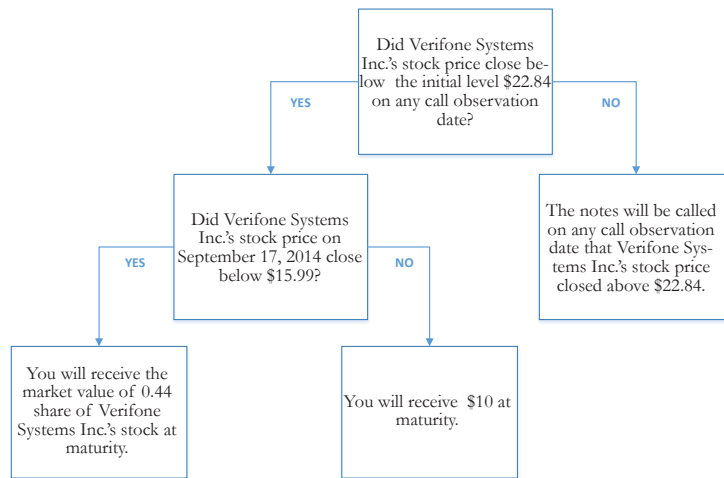 Did Verifone Systems
Inc.'s stock price close be-
low the initial level $22.84
on any call observation
date?
YES
NO
Did Verifone Systems
Inc.'s stock price on
September 17, 2014 close
below $15.99?
The notes will be called
on any call observation
date that Verifone Sys-
tems Inc.'s stock price
closed above $22.84.
YES
NO
You will receive the
market value of 0.44
share of Verifone
Systems Inc.'s stock at
maturity.
You will receive $10 at
maturity.